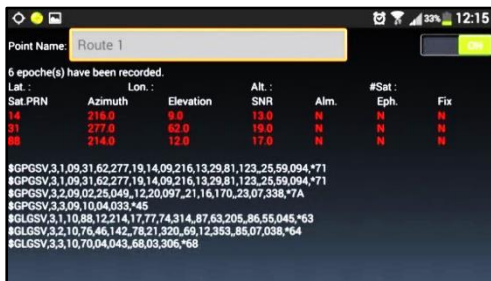 33% 12:15
Point Name: Route 1 ON
6 epoche(s) have been recorded.
Lat. : Lon. : Alt. : #Sat :
Sat.PRN Azimuth Elevation SNR Alm. Eph. Fix
14 216.0 9.0 13.0 N N N
31 277.0 62.0 19.0 N N N
88 214.0 12.0 17.0 N N N
$GPGSV,3,1,09,31,62,277,19,14,09,216,13,29,81,123,,25,59,094,*71
$GPGSV,3,1,09,31,62,277,19,14,09,216,13,29,81,123,,25,59,094,*71
$GPGSV,3,2,09,02,25,049,,12,20,097,,21,16,170,,23,07,338,*7A
$GPGSV,3,3,09,10,04,033,*45
$GLGSV,3,1,10,88,12,214,17,77,74,314,,87,63,205,,86,55,045,*63
$GLGSV,3,2,10,76,46,142,,78,21,320,,69,12,353,,85,07,038,*64
$GLGSV,3,3,10,70,04,043,,68,03,306,*68